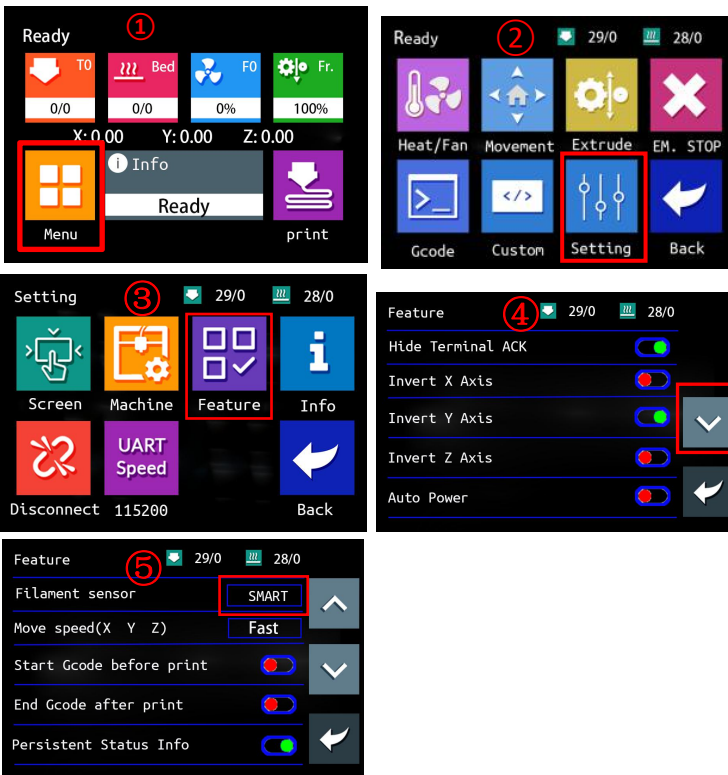 Ready ①
T0 Bed F0 Fr.
0/0 0/0 0% 100%
X: 0.00 Y: 0.00 Z: 0.00
Info
Ready
Menu print
Ready ② 29/0 28/0
Heat/Fan Movement Extrude EM. STOP
Gcode Custom Setting Back
Setting ③ 29/0 28/0
Screen Machine Feature Info
UART
Speed
Disconnect 115200 Back
Feature ④ 29/0 28/0
Hide Terminal ACK
Invert X Axis
Invert Y Axis
Invert Z Axis
Auto Power
Feature ⑤ 29/0 28/0
Filament sensor SMART
Move speed(X Y Z) Fast
Start Gcode before print
End Gcode after print
Persistent Status Info